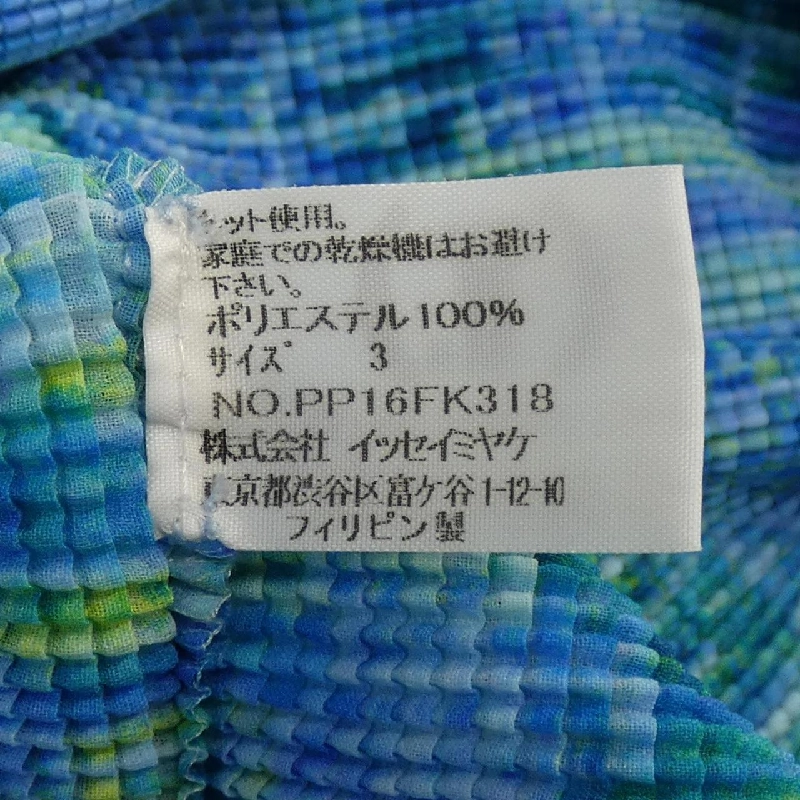 ネット使用。
家庭での乾燥機はお避け
下さい。
ポリエステル100%
サイズ 3
NO.PP16FK318
株式会社 イッセイミヤケ
東京都渋谷区富ケ谷1-12-10
フィリピン製